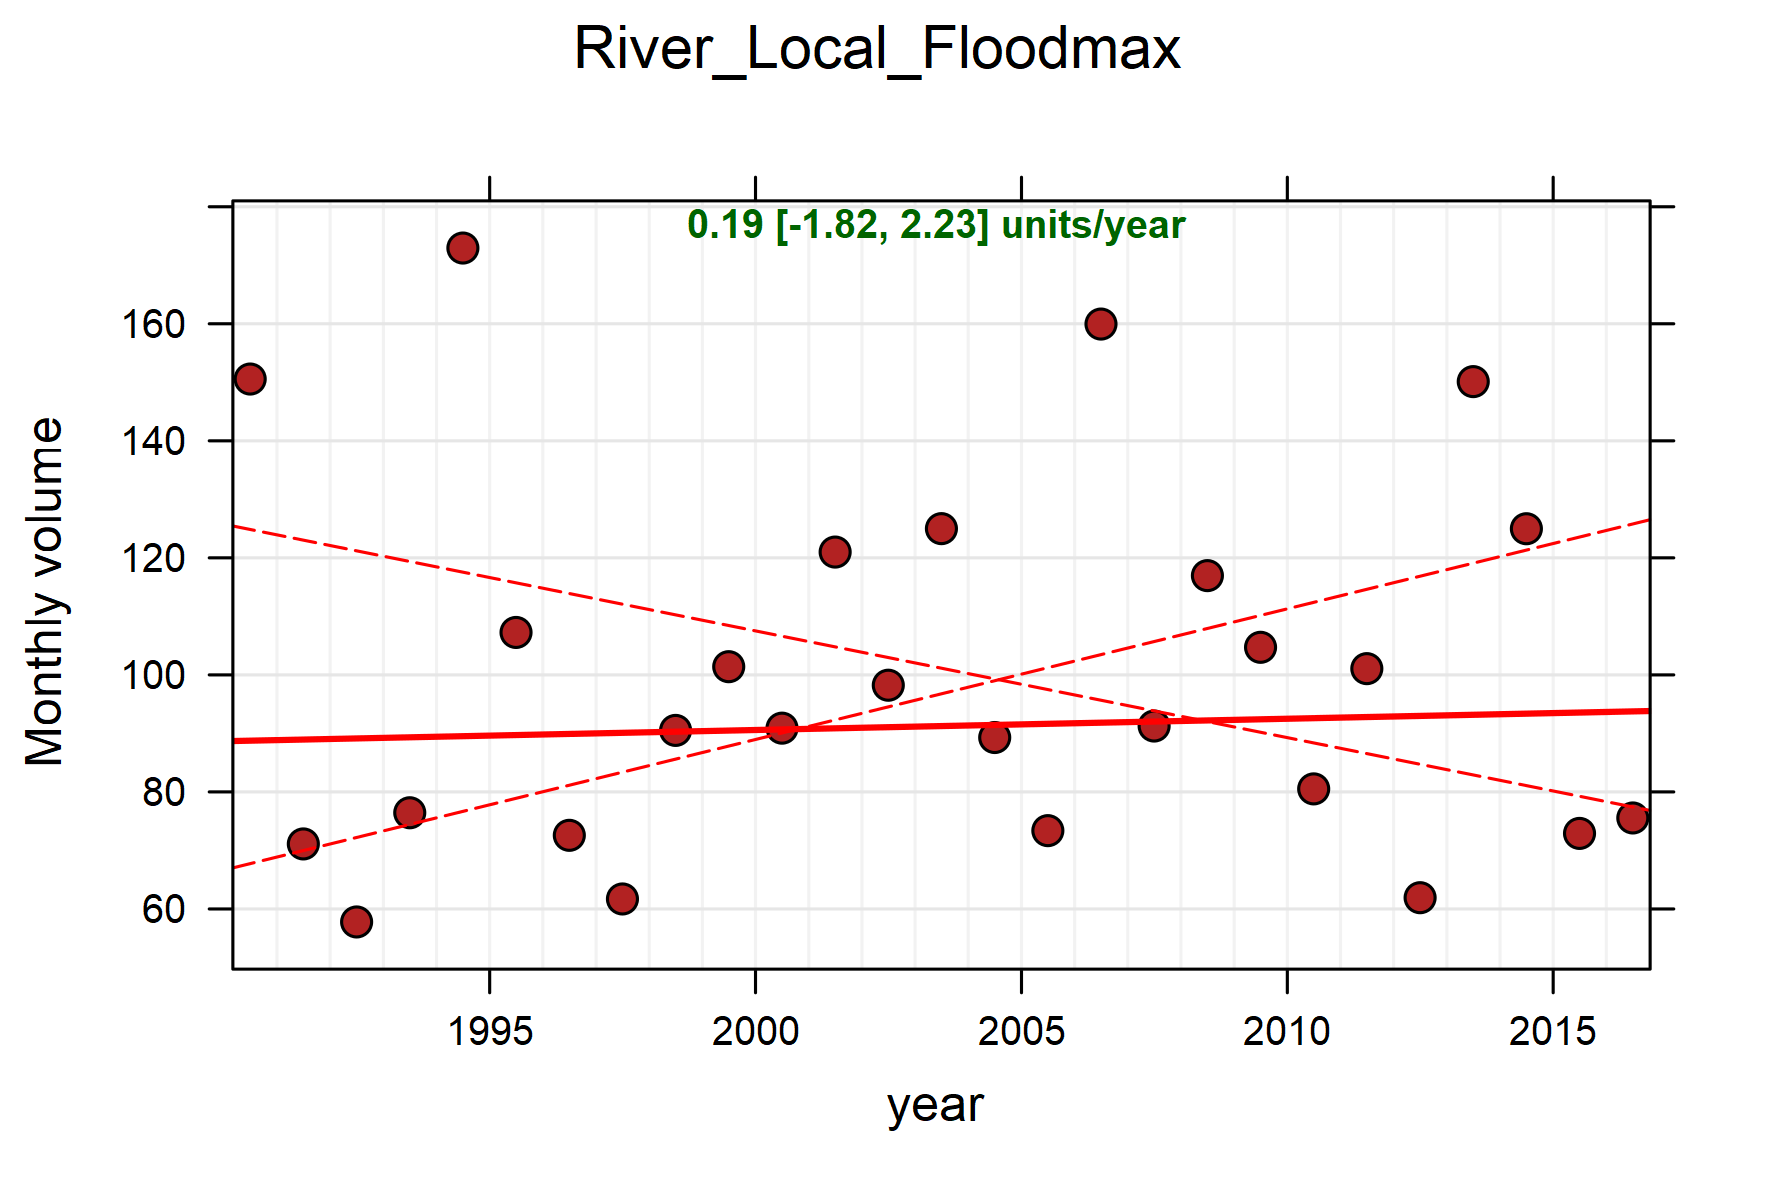 River_Local_Floodmax
0.19 [-1.82, 2.23] units/year
Monthly volume
160
140
120
100
80
60
1995 2000 2005 2010 2015
year